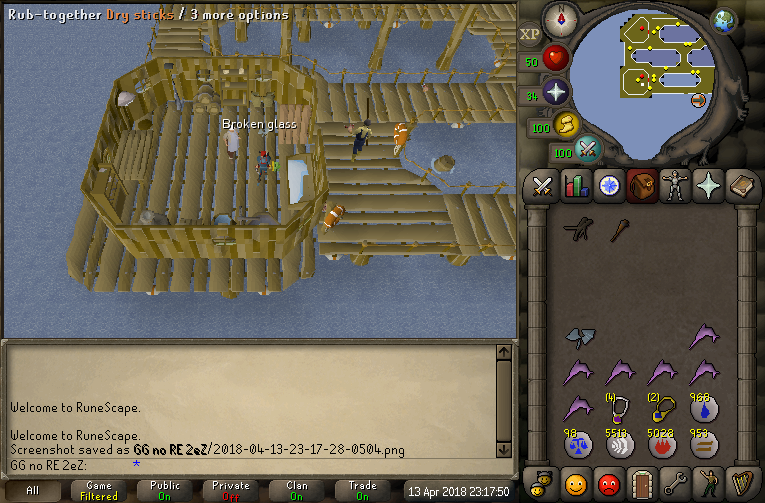 Rub-together Dry sticks / 3 more options
XP
50
34
100
100
Broken glass
(4) (2) 968
98 5513 5028 953
Welcome to RuneScape.
Welcome to RuneScape.
Screenshot saved as GG no RE 2eZ/2018-04-13-23-17-28-0504.png
GG no RE 2eZ: *
All
Game
Filtered
Public
On
Private
Off
Clan
On
Trade
On
13 Apr 2018 23:17:50